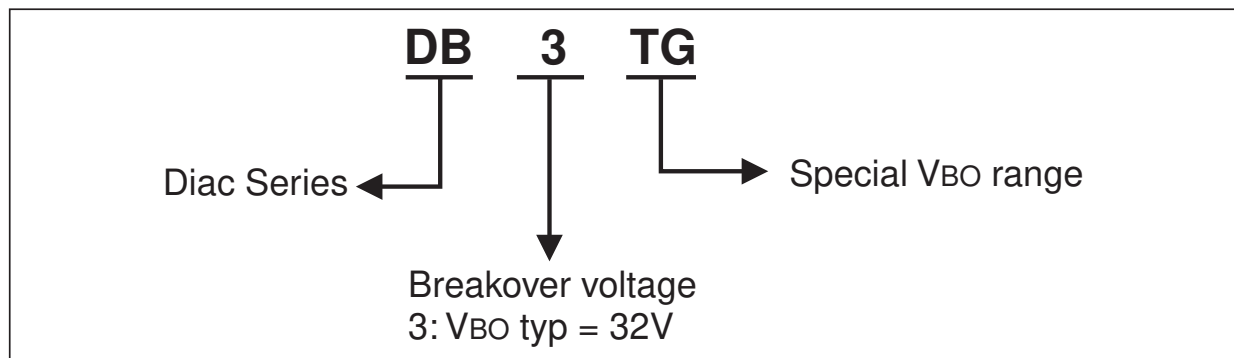 DB 3 TG
Diac Series
Special VBO range
Breakover voltage
3: VBO typ = 32V